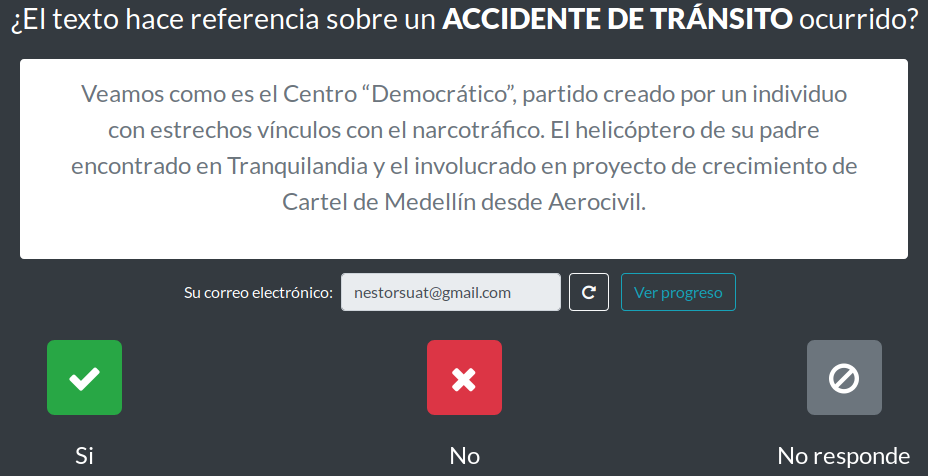 ¿El texto hace referencia sobre un ACCIDENTE DE TRÁNSITO ocurrido?
Veamos como es el Centro “Democrático”, partido creado por un individuo
con estrechos vínculos con el narcotráfico. El helicóptero de su padre
encontrado en Tranquilandia y el involucrado en proyecto de crecimiento de
Cartel de Medellín desde Aerocivil.
Su correo electrónico: nestorsuat@gmail.com Ver progreso
Si No No responde